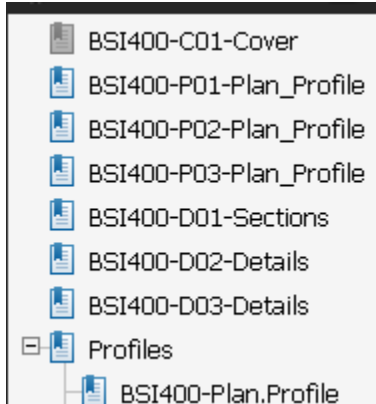 BSI400-C01-Cover
BSI400-P01-Plan_Profile
BSI400-P02-Plan_Profile
BSI400-P03-Plan_Profile
BSI400-D01-Sections
BSI400-D02-Details
BSI400-D03-Details
Profiles
BSI400-Plan.Profile